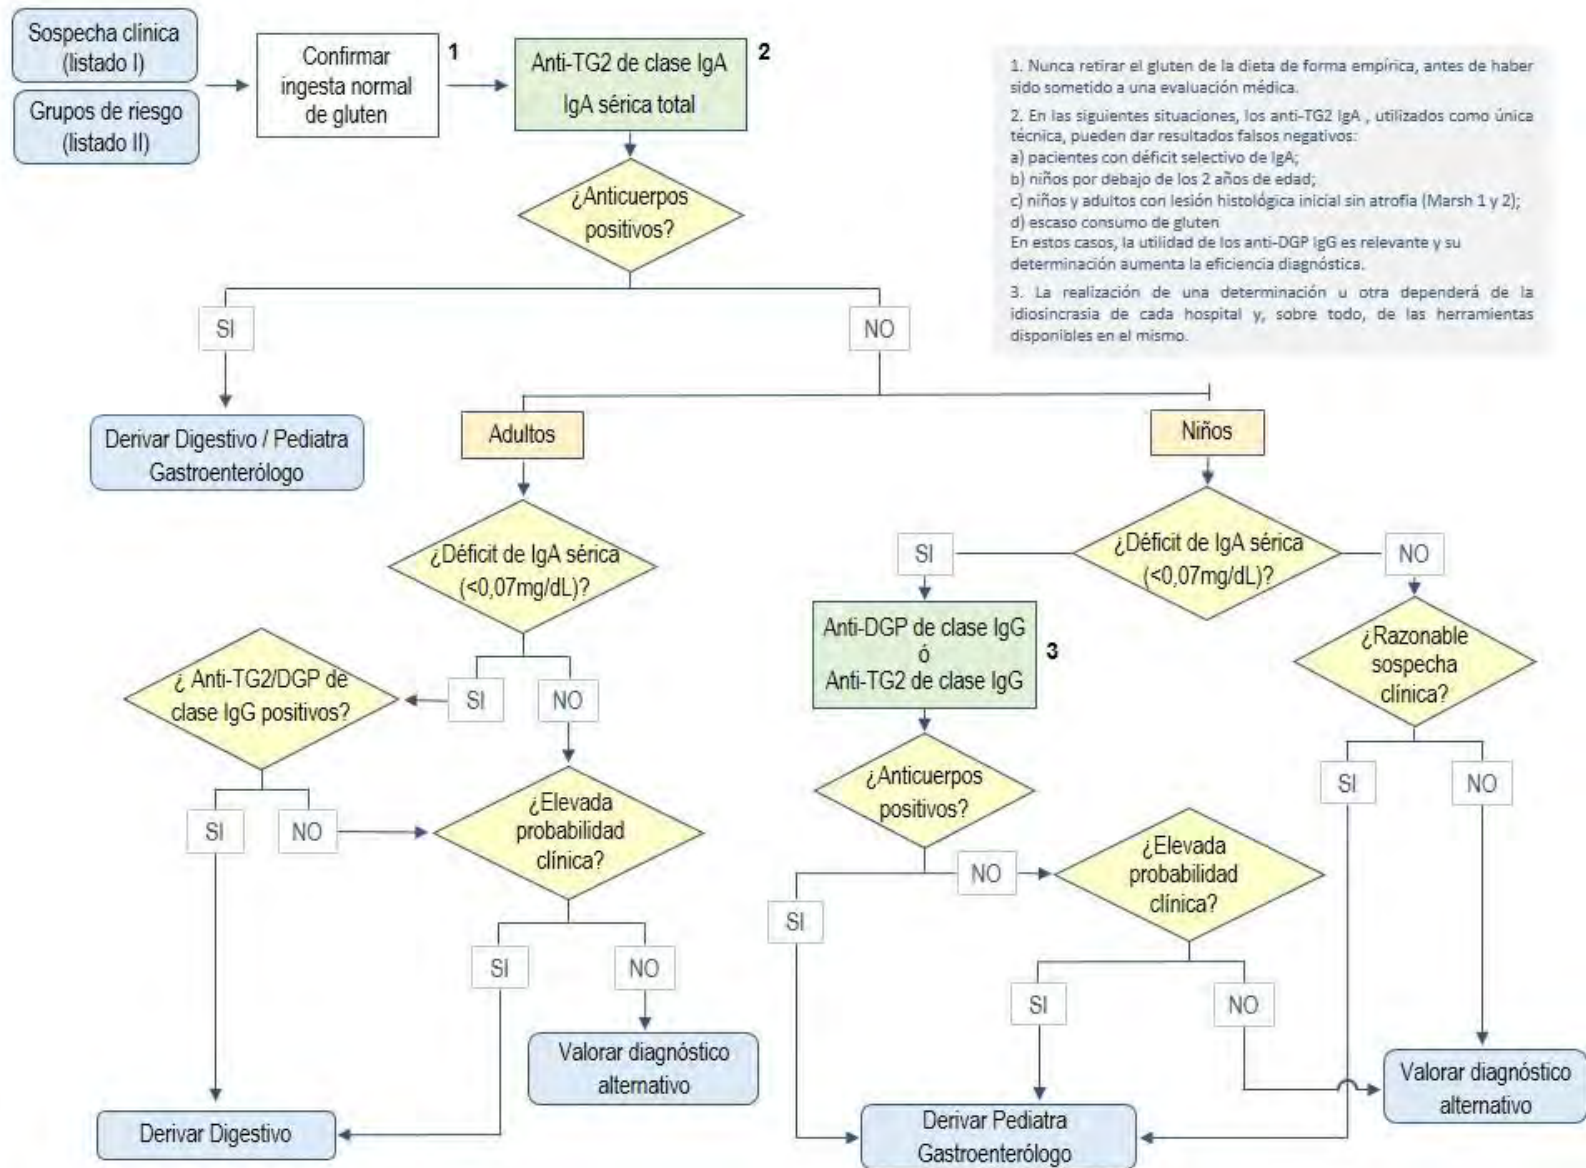 Sospecha clínica
(listado I)
Grupos de riesgo
(listado II)
Confirmar
ingesta normal
de gluten
1
Anti-TG2 de clase IgA
IgA sérica total
2
1. Nunca retirar el gluten de la dieta de forma empírica, antes de haber
sido sometido a una evaluación médica.
2. En las siguientes situaciones, los anti-TG2 IgA , utilizados como única
técnica, pueden dar resultados falsos negativos:
a) pacientes con déficit selectivo de IgA;
b) niños por debajo de los 2 años de edad;
c) niños y adultos con lesión histológica inicial sin atrofia (Marsh 1 y 2);
d) escaso consumo de gluten
En estos casos, la utilidad de los anti-DGP IgG es relevante y su
determinación aumenta la eficiencia diagnóstica.
3. La realización de una determinación u otra dependerá de la
idiosincrasia de cada hospital y, sobre todo, de las herramientas
disponibles en el mismo.
¿Anticuerpos
positivos?
SI
NO
Derivar Digestivo / Pediatra
Gastroenterólogo
Adultos
Niños
¿Déficit de IgA sérica
(<0,07mg/dL)?
SI
¿Déficit de IgA sérica
(<0,07mg/dL)?
NO
Anti-DGP de clase IgG
ó
Anti-TG2 de clase IgG
3
¿Razonable
sospecha
clínica?
¿ Anti-TG2/DGP de
clase IgG positivos?
SI
NO
¿Anticuerpos
positivos?
SI
NO
SI
NO
¿Elevada
probabilidad
clínica?
NO
¿Elevada
probabilidad
clínica?
SI
SI
NO
SI
NO
Valorar diagnóstico
alternativo
Valorar diagnóstico
alternativo
Derivar Digestivo
Derivar Pediatra
Gastroenterólogo